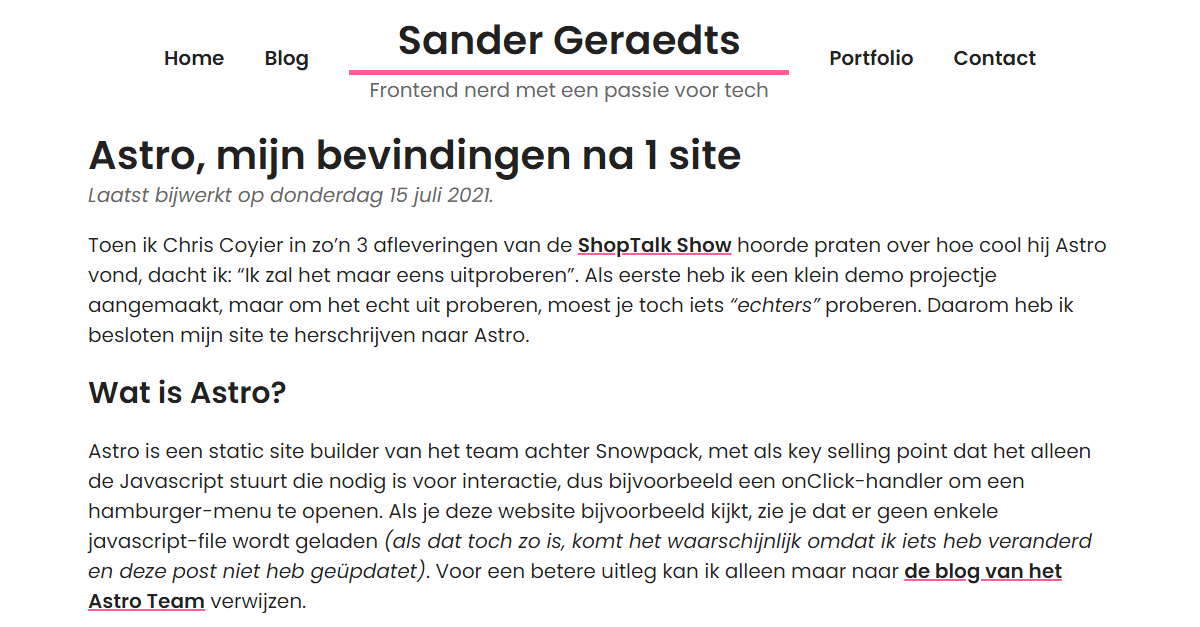 Home Blog Sander Geraedts Portfolio Contact
Frontend nerd met een passie voor tech
Astro, mijn bevindingen na 1 site
Laatst bijwerkt op donderdag 15 juli 2021.
Toen ik Chris Coyier in zo’n 3 afleveringen van de ShopTalk Show hoorde praten over hoe cool hij Astro
vond, dacht ik: “Ik zal het maar eens uitproberen”. Als eerste heb ik een klein demo projectje
aangemaakt, maar om het echt uit proberen, moest je toch iets “echters” proberen. Daarom heb ik
besloten mijn site te herschrijven naar Astro.
Wat is Astro?
Astro is een static site builder van het team achter Snowpack, met als key selling point dat het alleen
de Javascript stuurt die nodig is voor interactie, dus bijvoorbeeld een onClick-handler om een
hamburger-menu te openen. Als je deze website bijvoorbeeld kijkt, zie je dat er geen enkele
javascript-file wordt geladen (als dat toch zo is, komt het waarschijnlijk omdat ik iets heb veranderd
en deze post niet heb geüpdatet). Voor een betere uitleg kan ik alleen maar naar de blog van het
Astro Team verwijzen.